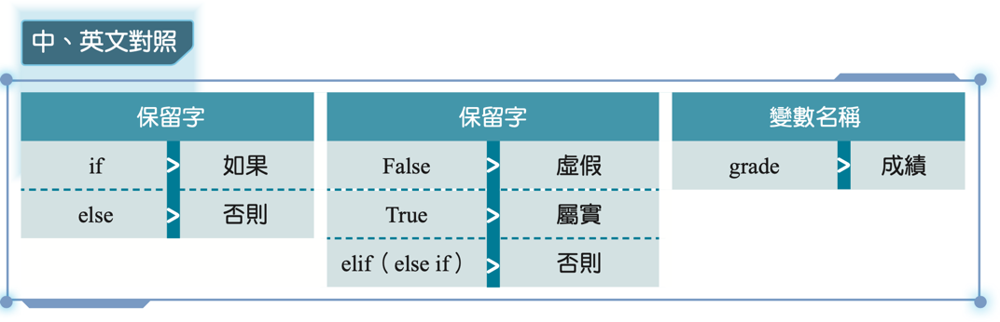 中、英文對照
保留字
if > 如果
else > 否則
保留字
False > 虛假
True > 屬實
elif（else if） > 否則
變數名稱
grade > 成績